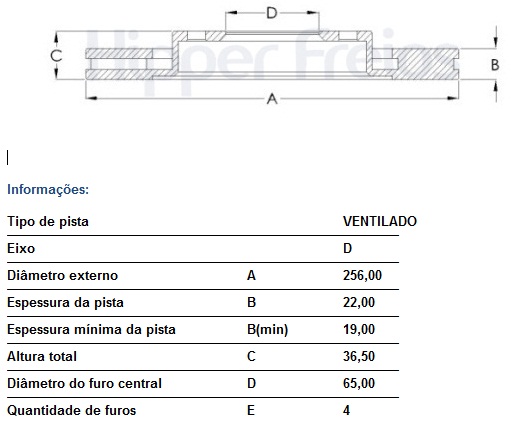 D
C
Hipper Freios
B
A
Informações:
Tipo de pista VENTILADO
Eixo D
Diâmetro externo A 256,00
Espessura da pista B 22,00
Espessura mínima da pista B(min) 19,00
Altura total C 36,50
Diâmetro do furo central D 65,00
Quantidade de furos E 4